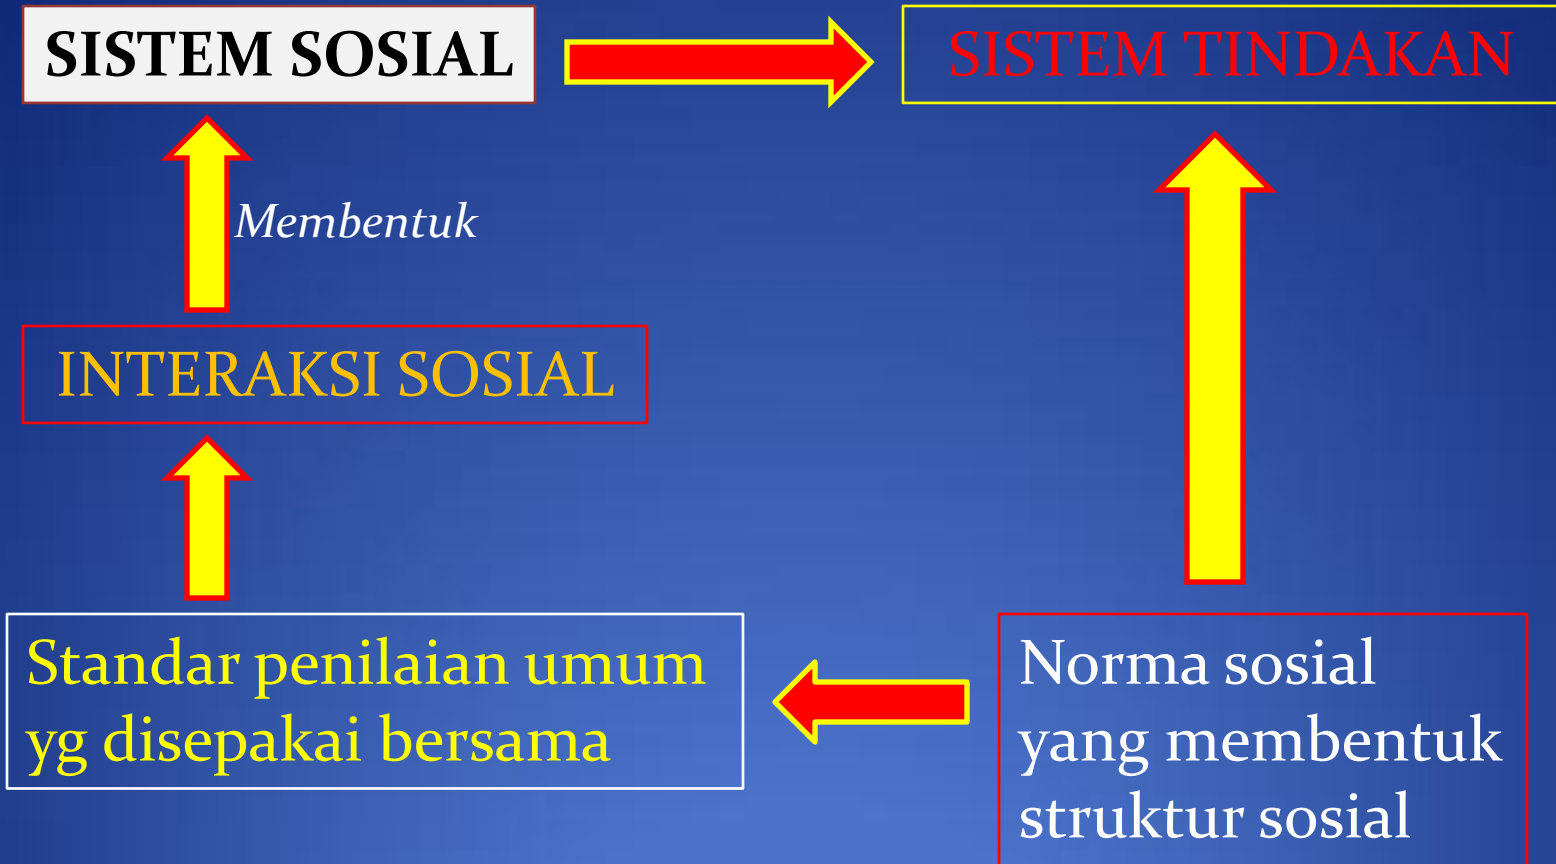 SISTEM SOSIAL
SISTEM TINDAKAN
Membentuk
INTERAKSI SOSIAL
Standar penilaian umum
yg disepakai bersama
Norma sosial
yang membentuk
struktur sosial